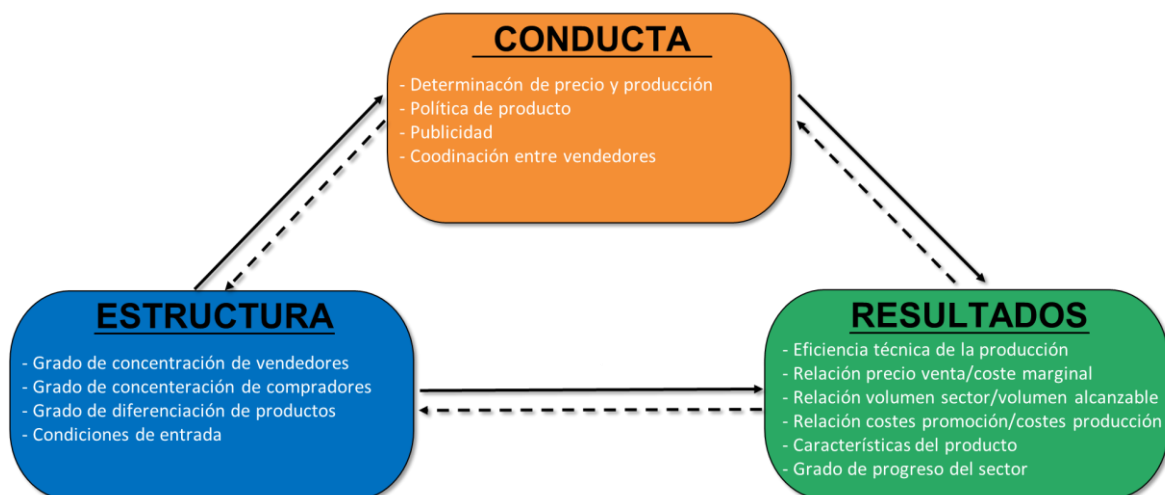 CONDUCTA
- Determinacón de precio y producción
- Política de producto
- Publicidad
- Coodinación entre vendedores
ESTRUCTURA
- Grado de concentración de vendedores
- Grado de concenteración de compradores
- Grado de diferenciación de productos
- Condiciones de entrada
RESULTADOS
- Eficiencia técnica de la producción
- Relación precio venta/coste marginal
- Relación volumen sector/volumen alcanzable
- Relación costes promoción/costes producción
- Características del producto
- Grado de progreso del sector